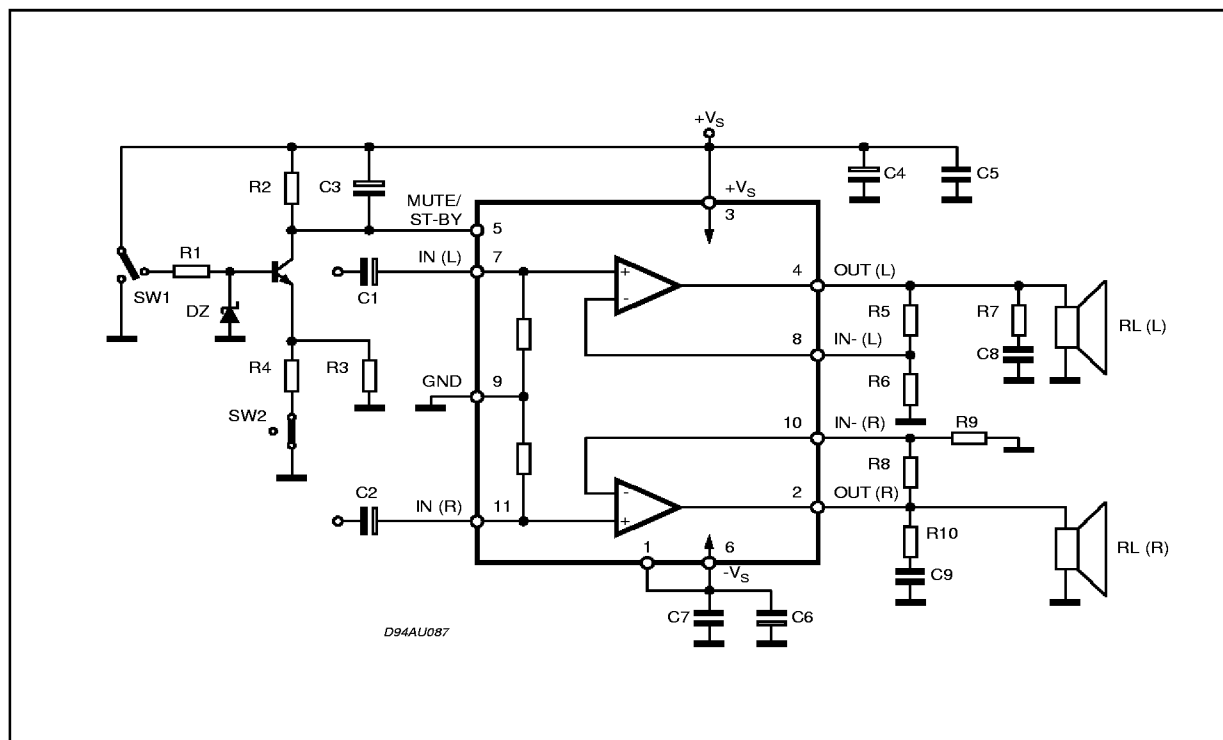 +VS
R2
C3
C4
C5
MUTE/
ST-BY
+VS
3
5
R1
IN (L)
7
4
OUT (L)
SW1
C1
+
-
DZ
R5
R7
RL (L)
8
IN- (L)
C8
R4
R3
GND
9
R6
SW2
10
IN- (R)
R9
R8
C2
IN (R)
11
-
+
2
OUT (R)
R10
RL (R)
1
6
-VS
C9
C7
C6
D94AU087